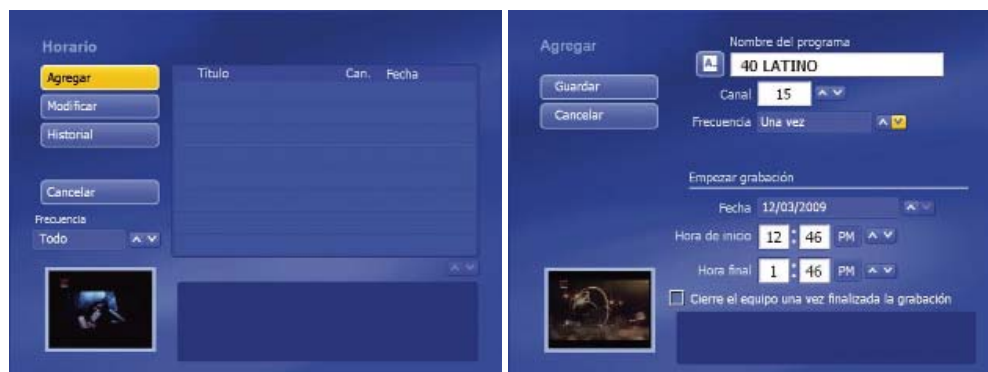 Horario
Agregar
Modificar
Historial
Cancelar
Frecuencia
Todo
Título Can. Fecha
Agregar
Guardar
Cancelar
Nombre del programa
A_ 40 LATINO
Canal 15
Frecuencia Una vez
Empezar grabación
Fecha 12/03/2009
Hora de inicio 12 : 46 PM
Hora final 1 : 46 PM
Cierre el equipo una vez finalizada la grabación